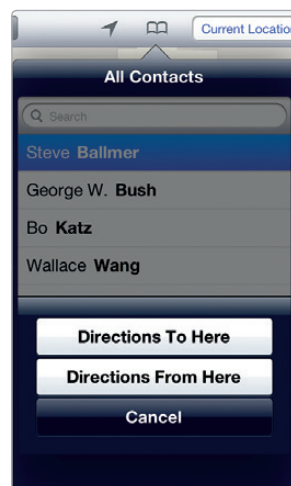 Current Locatio
All Contacts
Search
Steve Ballmer
George W. Bush
Bo Katz
Wallace Wang
Directions To Here
Directions From Here
Cancel